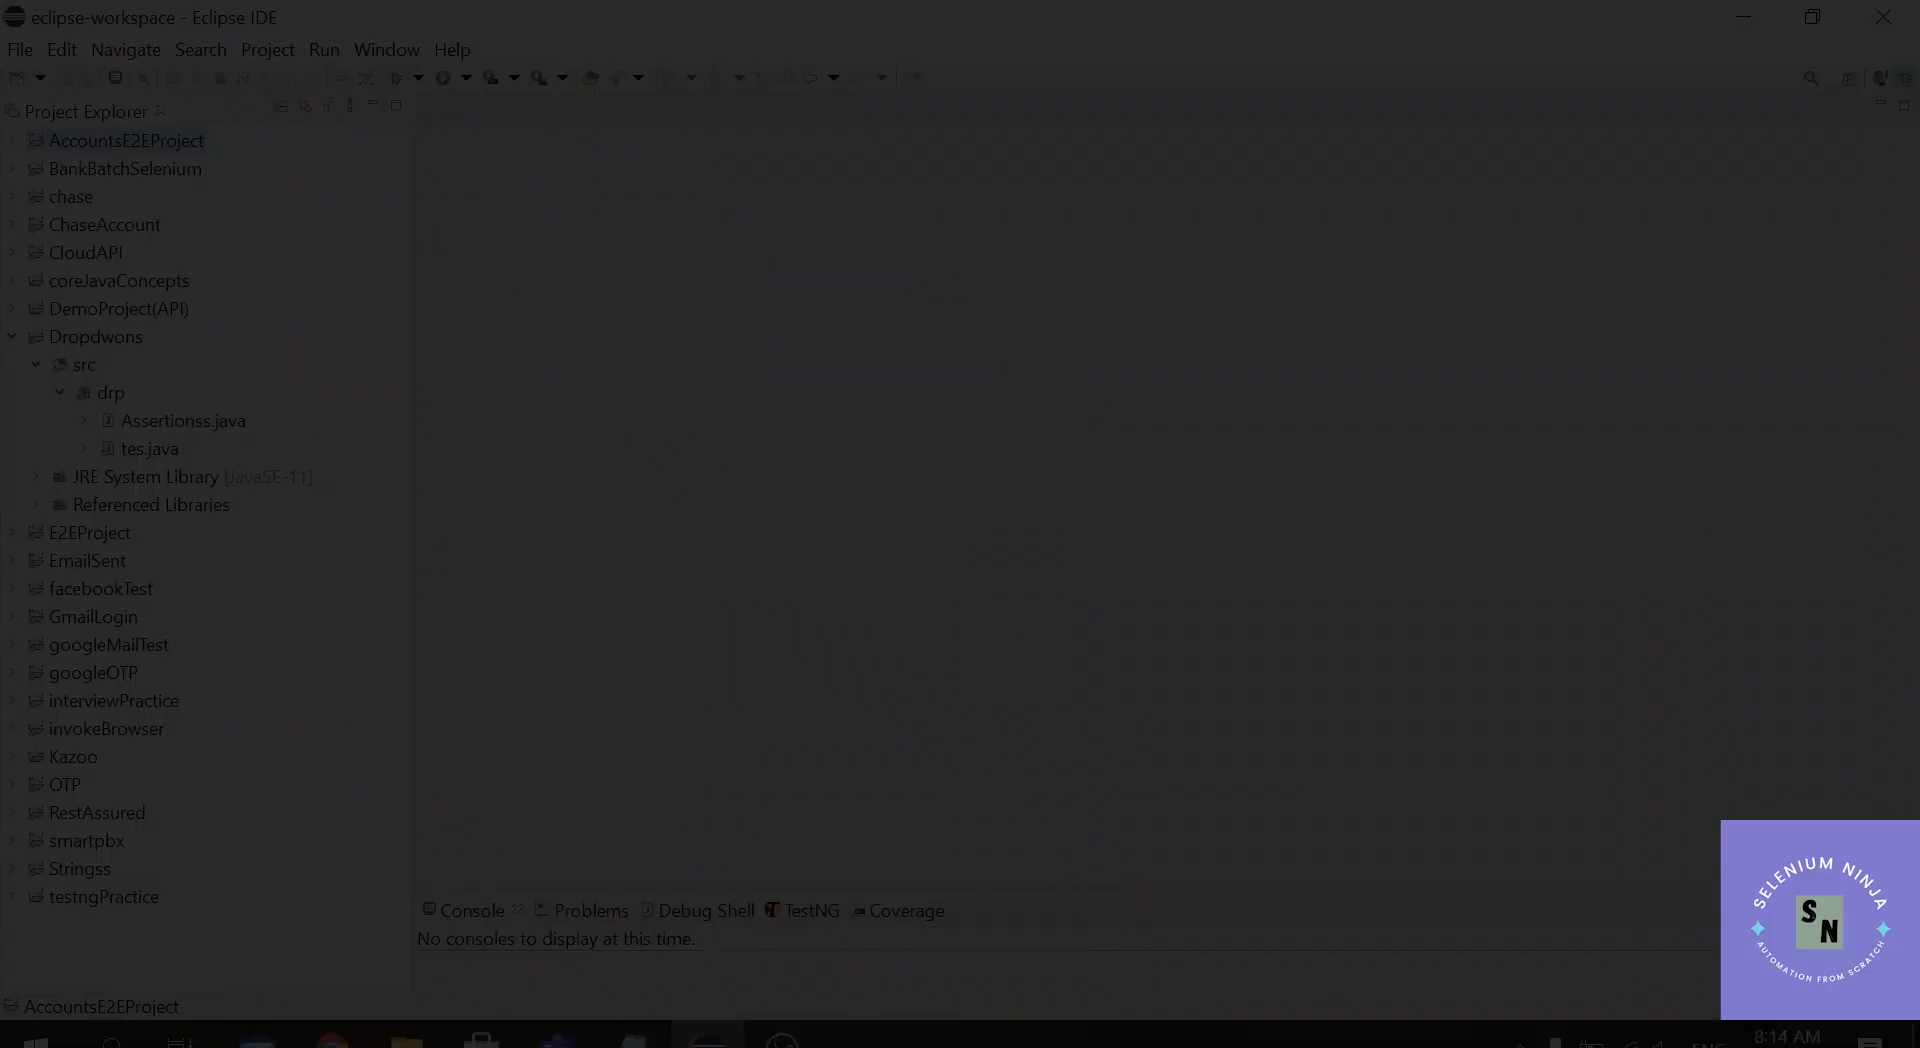 eclipse-workspace - Eclipse IDE
File Edit Navigate Search Project Run Window Help
Project Explorer
AccountsE2EProject
BankBatchSelenium
chase
ChaseAccount
CloudAPI
coreJavaConcepts
DemoProject(API)
Dropdwons
src
drp
Assertionss.java
tes.java
JRE System Library [JavaSE-11]
Referenced Libraries
E2EProject
EmailSent
facebookTest
GmailLogin
googleMailTest
googleOTP
interviewPractice
invokeBrowser
Kazoo
OTP
RestAssured
smartpbx
Stringss
testngPractice
Console Problems Debug Shell TestNG Coverage
No consoles to display at this time.
SELENIUM NINJA
S N
AUTOMATION FROM SCRATCH
AccountsE2EProject
8:14 AM
ENG